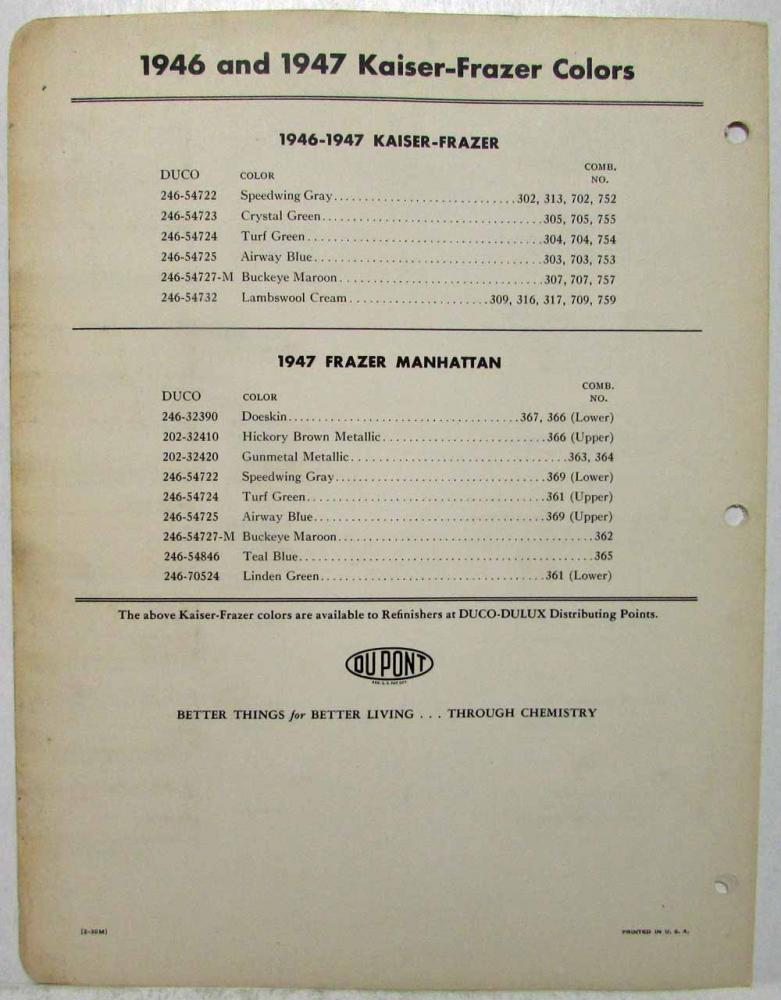 1946 and 1947 Kaiser-Frazer Colors
1946-1947 KAISER-FRAZER
DUCO COLOR COMB. NO.
246-54722 Speedwing Gray............................302, 313, 702, 752
246-54723 Crystal Green.................................305, 705, 755
246-54724 Turf Green....................................304, 704, 754
246-54725 Airway Blue...................................303, 703, 753
246-54727-M Buckeye Maroon...............................307, 707, 757
246-54732 Lambswool Cream......................309, 316, 317, 709, 759
1947 FRAZER MANHATTAN
DUCO COLOR COMB. NO.
246-32390 Doeskin....................................367, 366 (Lower)
202-32410 Hickory Brown Metallic.........................366 (Upper)
202-32420 Gunmetal Metallic..................................363, 364
246-54722 Speedwing Gray................................369 (Lower)
246-54724 Turf Green.....................................361 (Upper)
246-54725 Airway Blue....................................369 (Upper)
246-54727-M Buckeye Maroon.......................................362
246-54846 Teal Blue..............................................365
246-70524 Linden Green...................................361 (Lower)
The above Kaiser-Frazer colors are available to Refinishers at DUCO-DULUX Distributing Points.
DU PONT
REG. U.S. PAT. OFF.
BETTER THINGS for BETTER LIVING . . . THROUGH CHEMISTRY
PRINTED IN U. S. A.